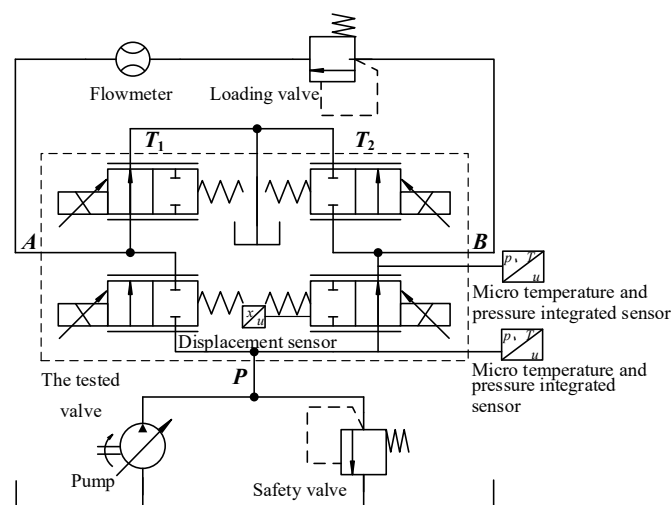 Flowmeter
Loading valve
T1
T2
A
B
p、T
u
Micro temperature and
pressure integrated sensor
x
u
Displacement sensor
p、T
u
Micro temperature and
pressure integrated
sensor
The tested
valve
P
Pump
Safety valve